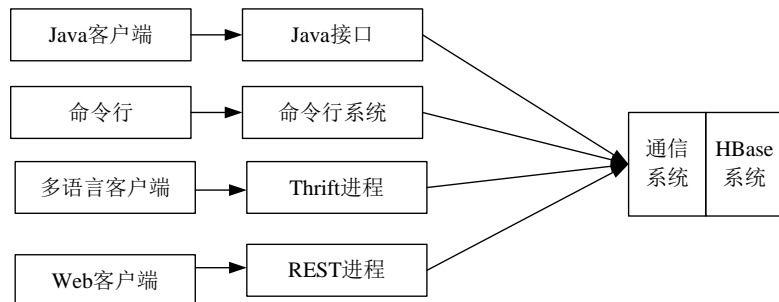 Java客户端
Java接口
命令行
命令行系统
多语言客户端
Thrift进程
Web客户端
REST进程
通信
系统
HBase
系统